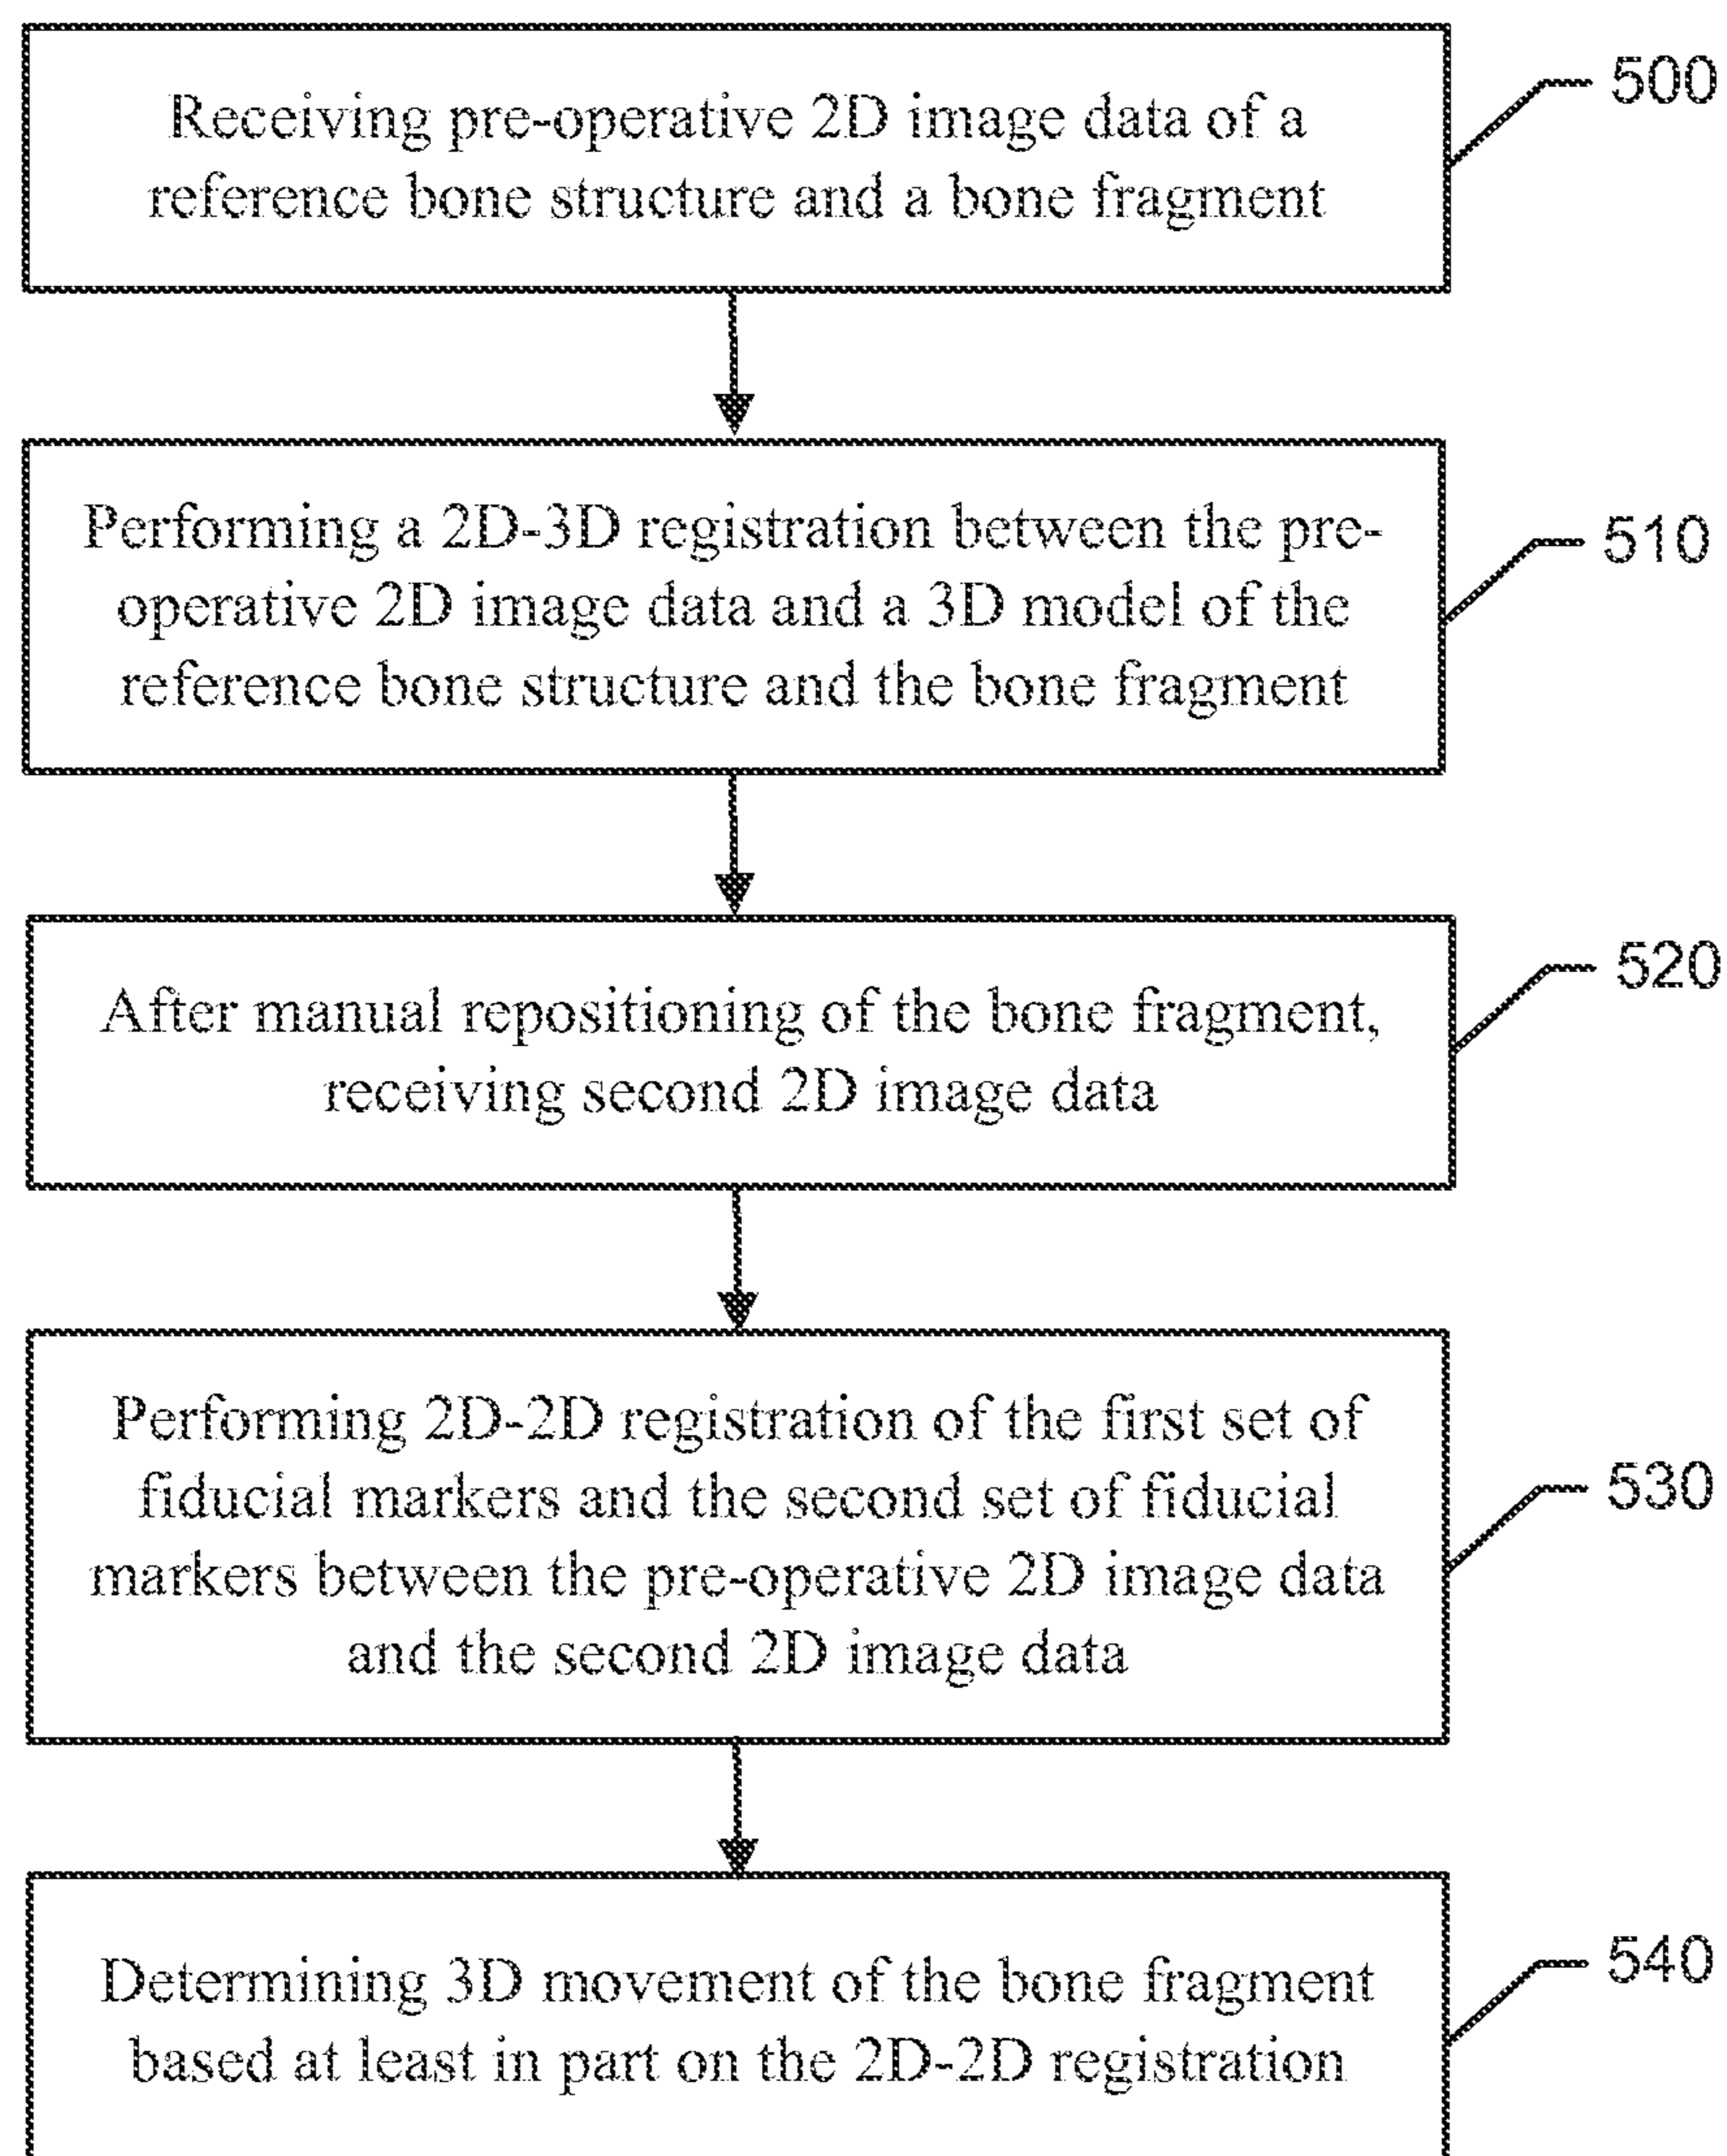 Receiving pre-operative 2D image data of a
reference bone structure and a bone fragment
500
Performing a 2D-3D registration between the pre-
operative 2D image data and a 3D model of the
reference bone structure and the bone fragment
510
After manual repositioning of the bone fragment,
receiving second 2D image data
520
Performing 2D-2D registration of the first set of
fiducial markers and the second set of fiducial
markers between the pre-operative 2D image data
and the second 2D image data
530
Determining 3D movement of the bone fragment
based at least in part on the 2D-2D registration
540